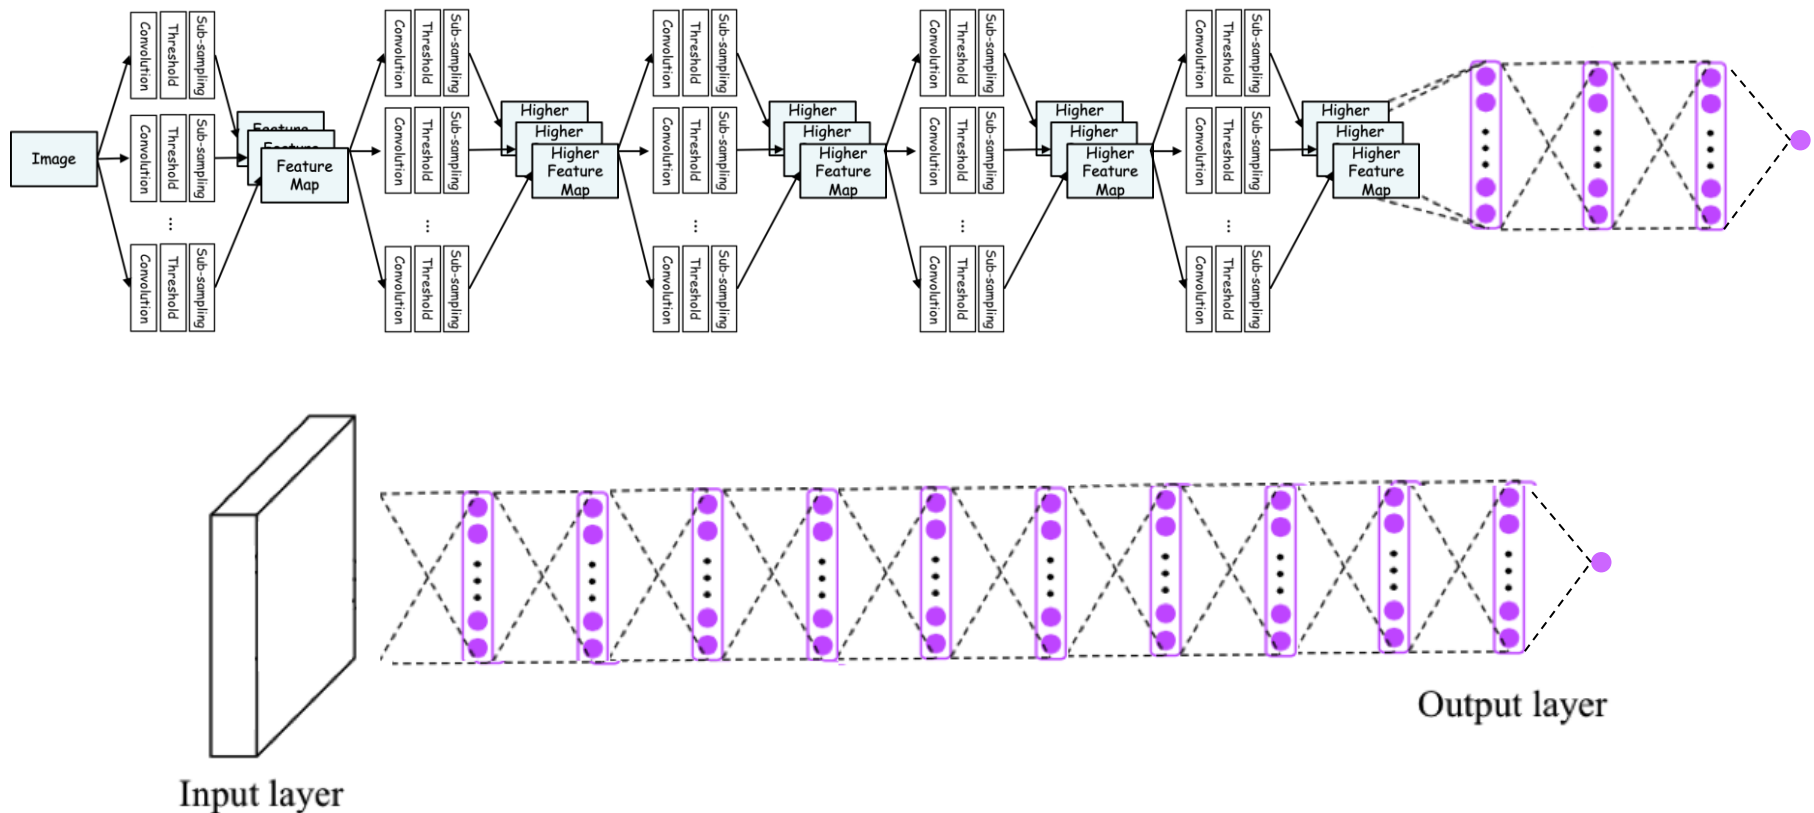 Image
Convolution
Threshold
Sub-sampling
Convolution
Threshold
Sub-sampling
...
Convolution
Threshold
Sub-sampling
Feature
Feature
Feature
Map
Convolution
Threshold
Sub-sampling
Convolution
Threshold
Sub-sampling
...
Convolution
Threshold
Sub-sampling
Higher
Higher
Higher
Feature
Map
Convolution
Threshold
Sub-sampling
Convolution
Threshold
Sub-sampling
...
Convolution
Threshold
Sub-sampling
Higher
Higher
Higher
Feature
Map
Convolution
Threshold
Sub-sampling
Convolution
Threshold
Sub-sampling
...
Convolution
Threshold
Sub-sampling
Higher
Higher
Higher
Feature
Map
Convolution
Threshold
Sub-sampling
Convolution
Threshold
Sub-sampling
...
Convolution
Threshold
Sub-sampling
Higher
Higher
Higher
Feature
Map
Output layer
Input layer